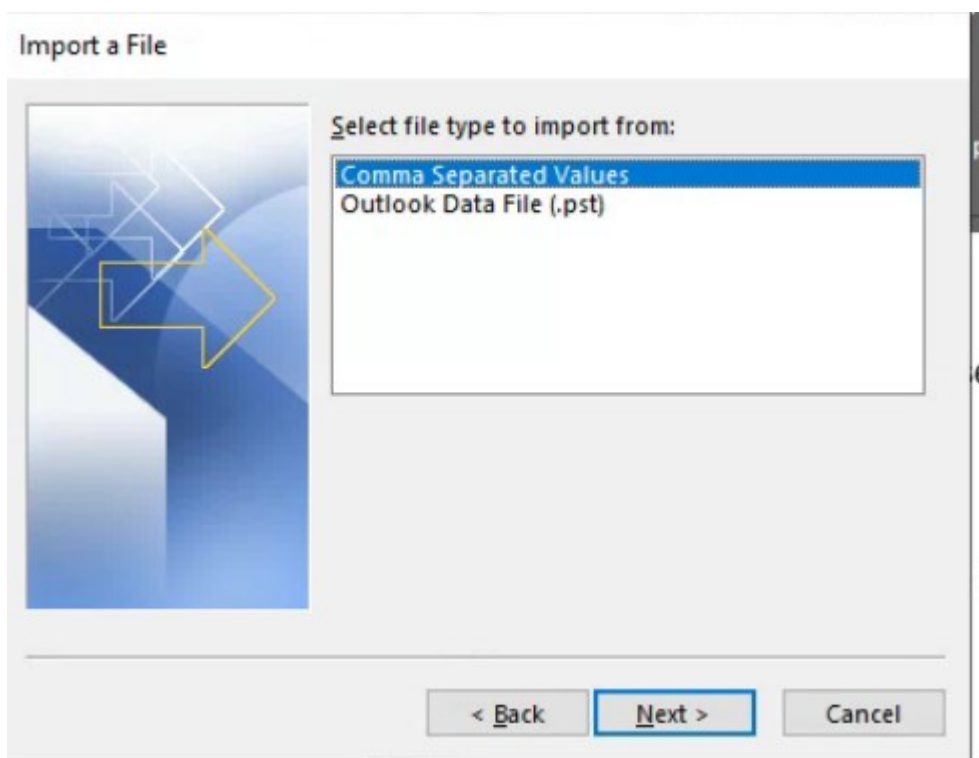 Import a File
Select file type to import from:
Comma Separated Values
Outlook Data File (.pst)
< Back
Next >
Cancel